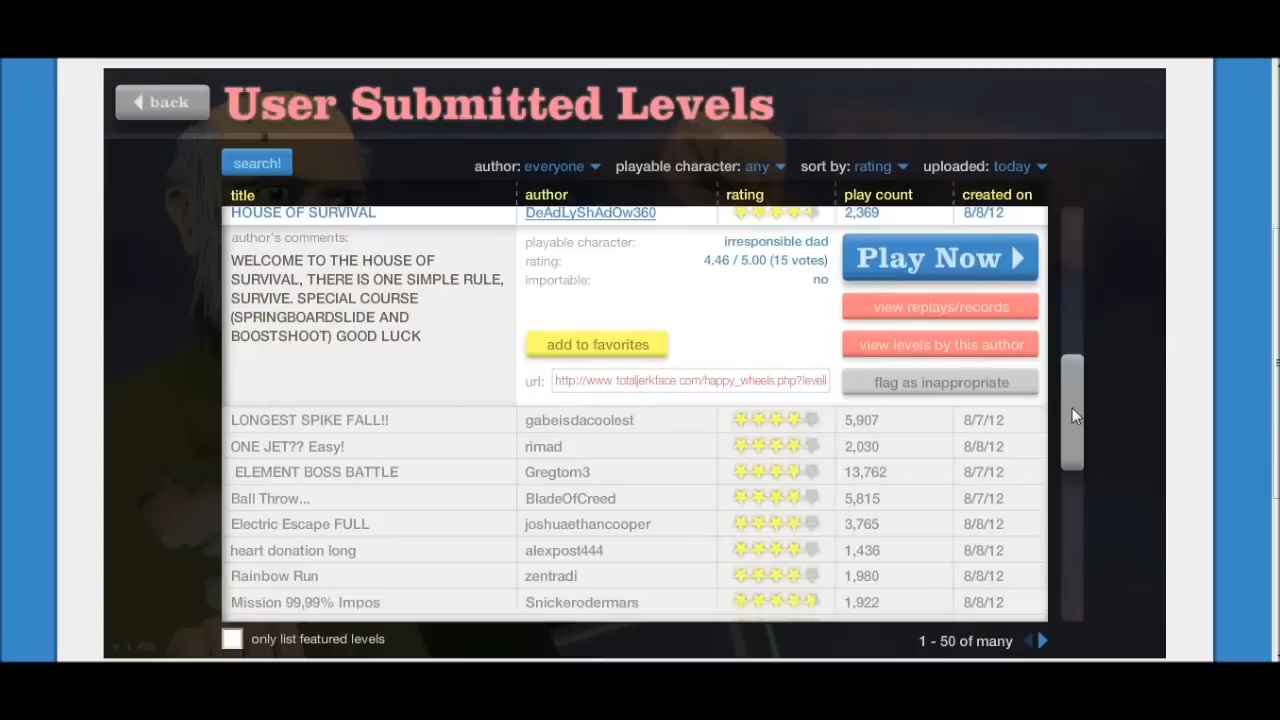 back
User Submitted Levels
search!
author: everyone playable character: any sort by: rating uploaded: today
title author rating play count created on
HOUSE OF SURVIVAL DeAdLyShAdOw360 2,369 8/8/12
author's comments:
WELCOME TO THE HOUSE OF
SURVIVAL, THERE IS ONE SIMPLE RULE,
SURVIVE. SPECIAL COURSE
(SPRINGBOARDSLIDE AND
BOOSTSHOOT) GOOD LUCK
playable character: irresponsible dad
rating: 4.46 / 5.00 (15 votes)
importable: no
add to favorites
url: http://www.totaljerkface.com/happy_wheels.php?leveli
Play Now
view replays/records
view levels by this author
flag as inappropriate
LONGEST SPIKE FALL!! gabeisdacoolest 5,907 8/7/12
ONE JET?? Easy! rimad 2,030 8/8/12
ELEMENT BOSS BATTLE Gregtom3 13,762 8/7/12
Ball Throw... BladeOfCreed 5,815 8/7/12
Electric Escape FULL joshuaethancooper 3,765 8/8/12
heart donation long alexpost444 1,436 8/8/12
Rainbow Run zentradi 1,980 8/8/12
Mission 99,99% Impos Snickerodermars 1,922 8/8/12
only list featured levels
1 - 50 of many
v 1.69